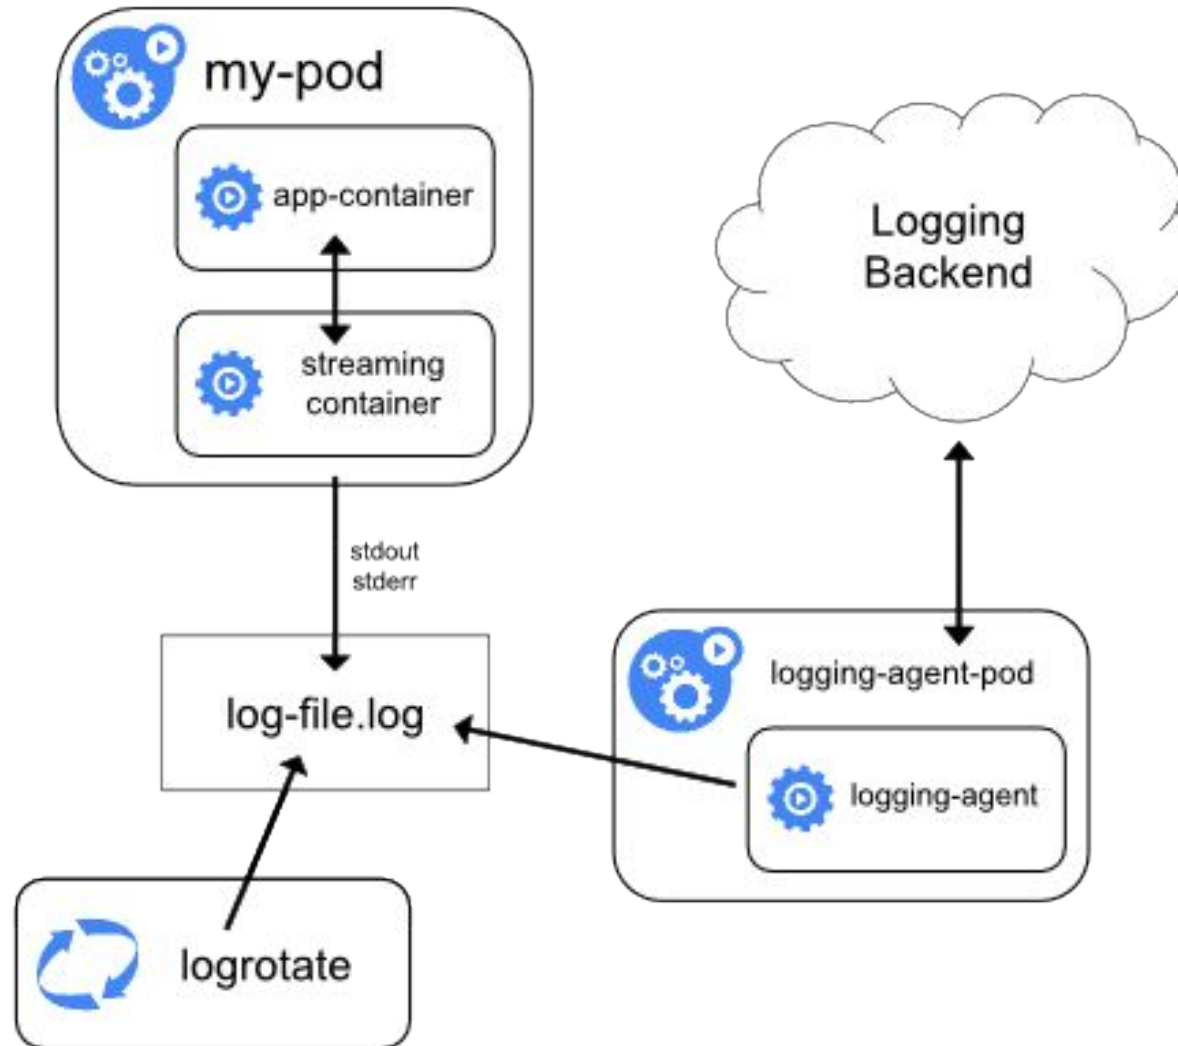 my-pod
app-container
streaming
container
stdout
stderr
log-file.log
logrotate
Logging
Backend
logging-agent-pod
logging-agent